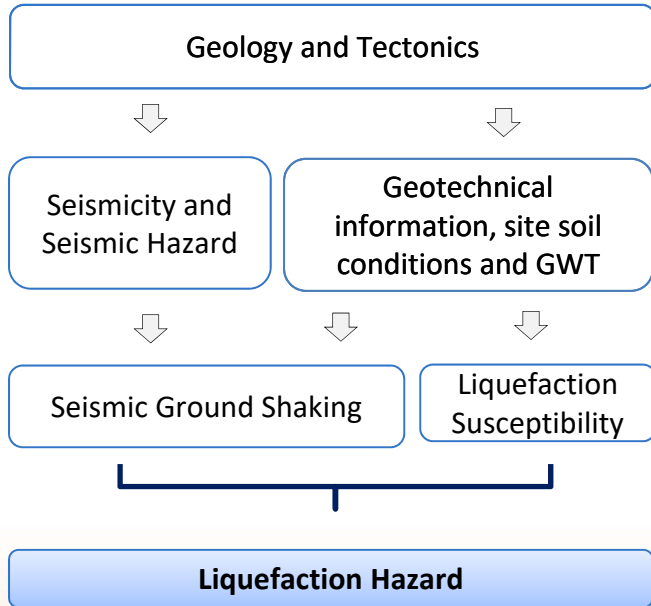 Geology and Tectonics
Seismicity and
Seismic Hazard
Geotechnical
information, site soil
conditions and GWT
Seismic Ground Shaking
Liquefaction
Susceptibility
Liquefaction Hazard